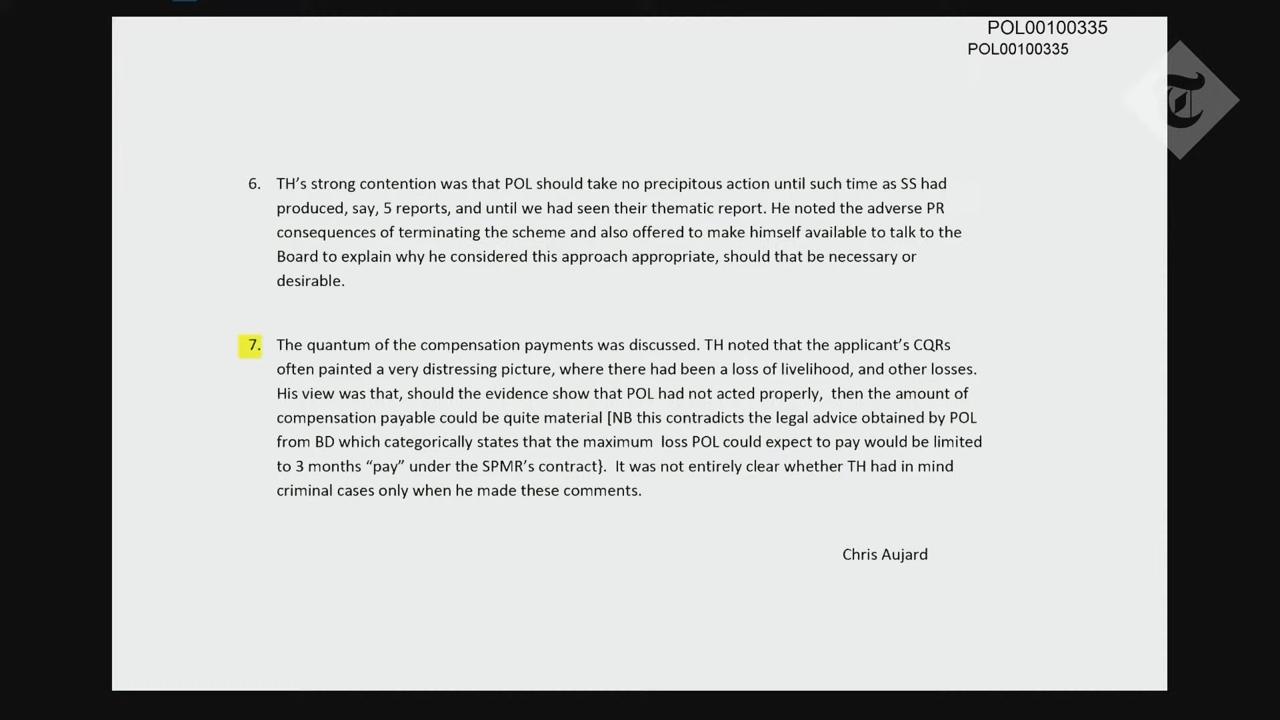 POL00100335
POL00100335
6. TH’s strong contention was that POL should take no precipitous action until such time as SS had
produced, say, 5 reports, and until we had seen their thematic report. He noted the adverse PR
consequences of terminating the scheme and also offered to make himself available to talk to the
Board to explain why he considered this approach appropriate, should that be necessary or
desirable.
7. The quantum of the compensation payments was discussed. TH noted that the applicant’s CQRs
often painted a very distressing picture, where there had been a loss of livelihood, and other losses.
His view was that, should the evidence show that POL had not acted properly,  then the amount of
compensation payable could be quite material [NB this contradicts the legal advice obtained by POL
from BD which categorically states that the maximum  loss POL could expect to pay would be limited
to 3 months “pay” under the SPMR’s contract}.  It was not entirely clear whether TH had in mind
criminal cases only when he made these comments.
Chris Aujard
T